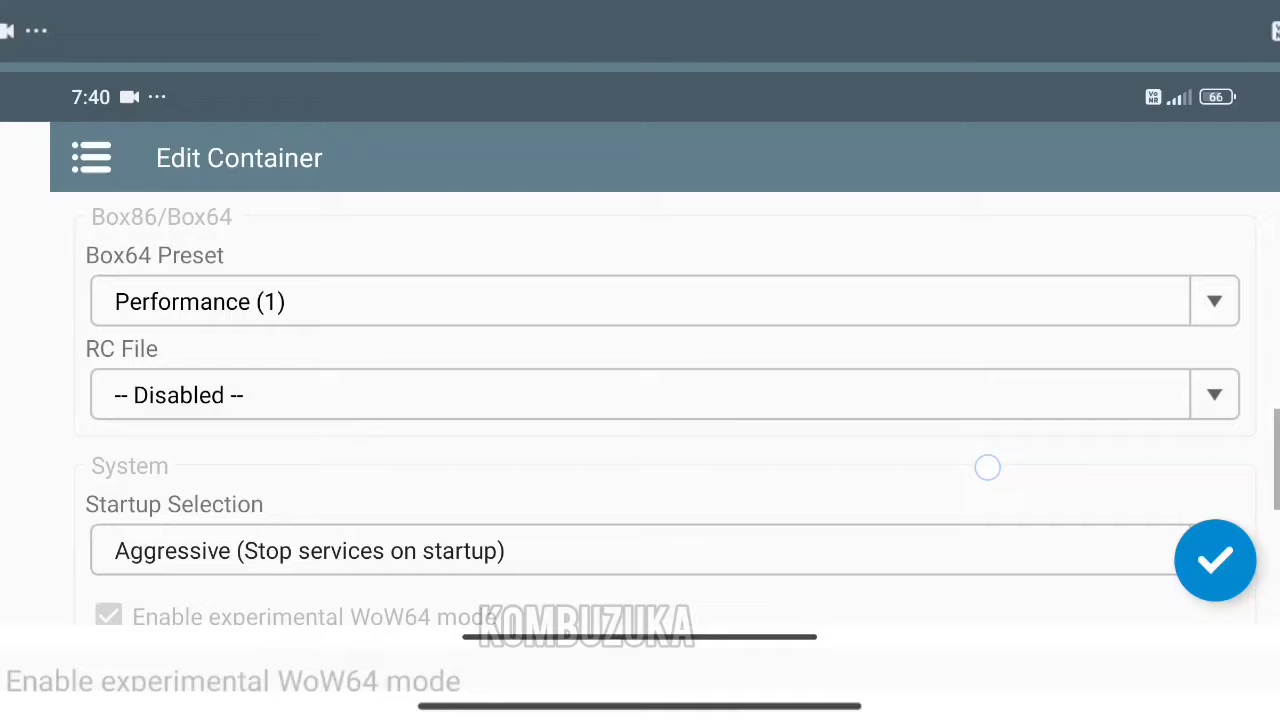 7:40
66
Edit Container
Box86/Box64
Box64 Preset
Performance (1)
RC File
-- Disabled --
System
Startup Selection
Aggressive (Stop services on startup)
Enable experimental WoW64 mode
KOMBUZUKA
Enable experimental WoW64 mode